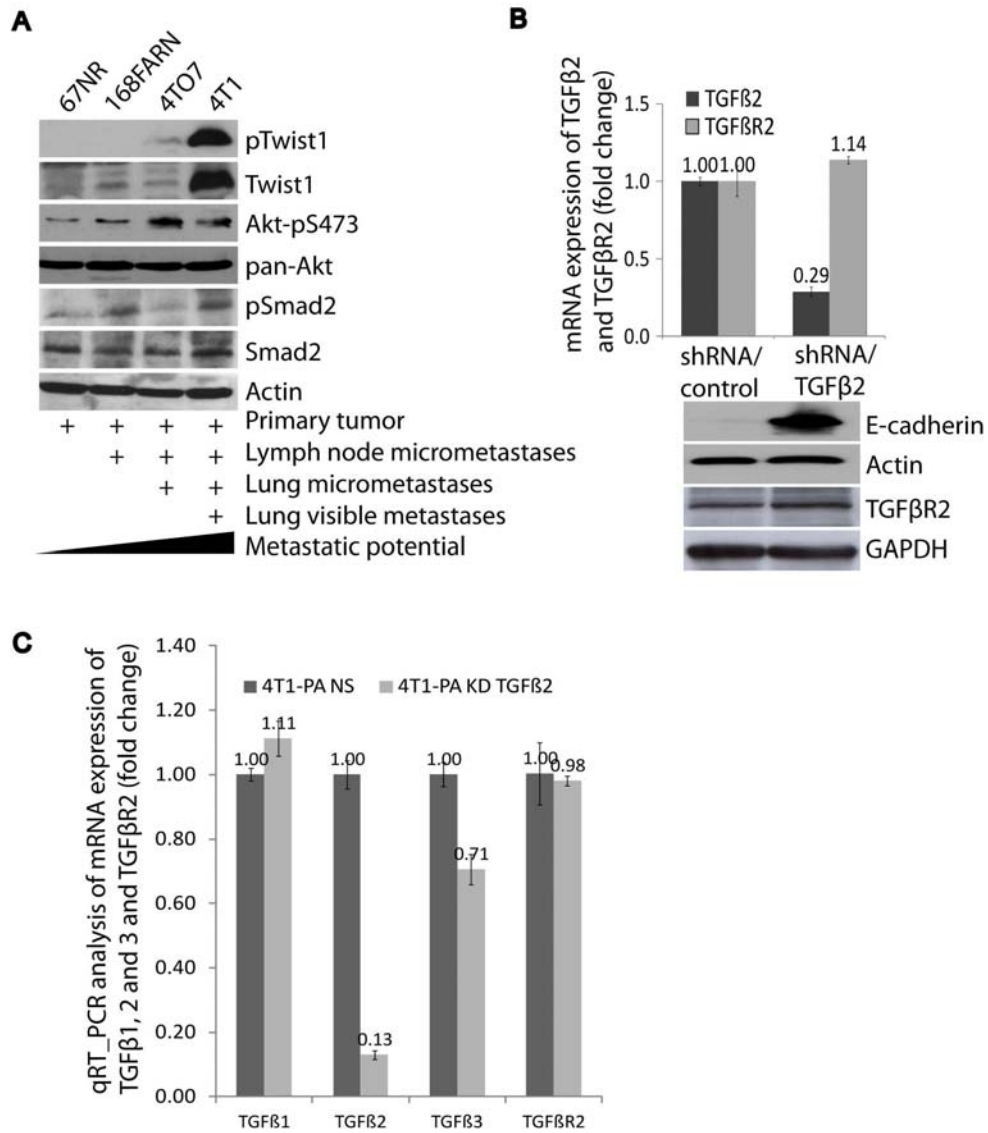 A
67NR
168FARN
4TO7
4T1
pTwist1
Twist1
Akt-pS473
pan-Akt
pSmad2
Smad2
Actin
+ + + + Primary tumor
+ + + Lymph node micrometastases
+ + Lung micrometastases
+ Lung visible metastases
Metastatic potential
B
mRNA expression of TGFβ2
and TGFβR2 (fold change)
TGFß2
TGFßR2
1.5
1.0
0.5
0.0
1.00
1.00
0.29
1.14
shRNA/
control
shRNA/
TGFβ2
E-cadherin
Actin
TGFβR2
GAPDH
C
qRT_PCR analysis of mRNA expression of
TGFβ1, 2 and 3 and TGFβR2 (fold change)
4T1-PA NS
4T1-PA KD TGFß2
1.40
1.20
1.00
0.80
0.60
0.40
0.20
0.00
1.00
1.11
1.00
0.13
1.00
0.71
1.00
0.98
TGFß1
TGFß2
TGFß3
TGFßR2